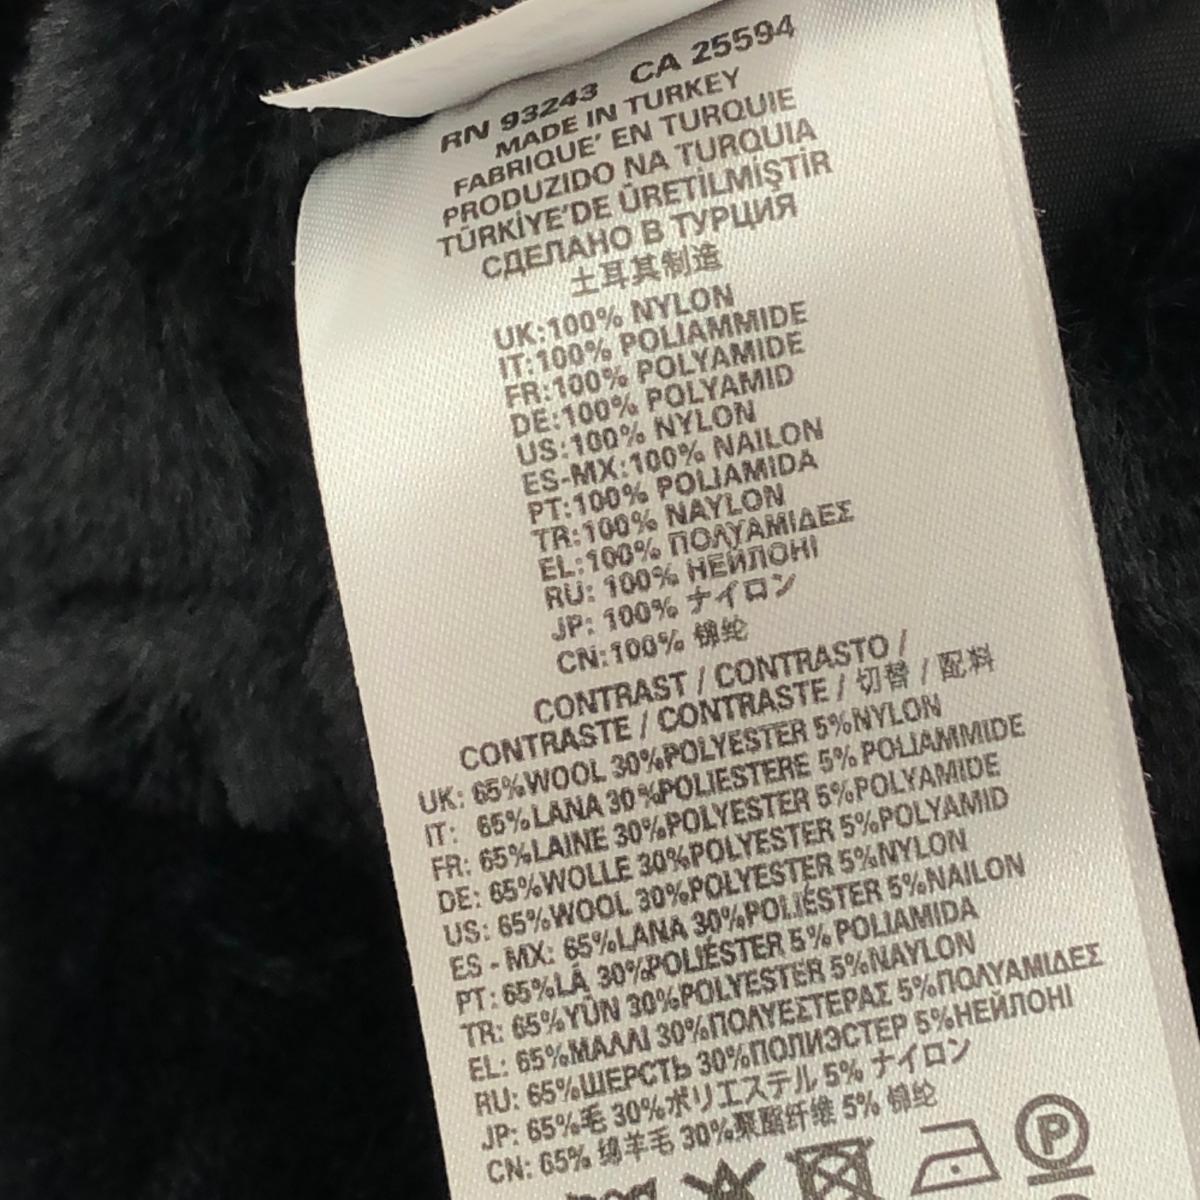 RN 93243 CA 25594
MADE IN TURKEY
FABRIQUE' EN TURQUIE
PRODUZIDO NA TURQUIA
TÜRKİYE'DE ÜRETİLMİŞTİR
СДЕЛАНО В ТУРЦИЯ
土耳其制造
UK:100% NYLON
IT:100% POLIAMMIDE
FR:100% POLYAMIDE
DE:100% POLYAMID
US:100% NYLON
ES-MX:100% NAILON
PT:100% POLIAMIDA
TR:100% NAYLON
EL:100% ΠΟΛΥΑΜΙΔΕΣ
RU: 100% НЕЙЛОНІ
JP: 100% ナイロン
CN:100% 锦纶
CONTRAST / CONTRASTO /
CONTRASTE / CONTRASTE / 切替 / 配料
UK: 65%WOOL 30%POLYESTER 5%NYLON
IT: 65%LANA 30%POLIESTERE 5% POLIAMMIDE
FR: 65%LAINE 30%POLYESTER 5%POLYAMIDE
DE: 65%WOLLE 30%POLYESTER 5%POLYAMID
US: 65%WOOL 30%POLYESTER 5%NYLON
ES - MX: 65%LANA 30%POLIÉSTER 5%NAILON
PT: 65%LÃ 30%POLIÉSTER 5% POLIAMIDA
TR: 65%YÜN 30%POLYESTER 5%NAYLON
EL: 65%ΜΑΛΛΙ 30%ΠΟΛΥΕΣΤΕΡΑΣ 5%ΠΟΛΥΑΜΙΔΕΣ
RU: 65%ШЕРСТЬ 30%ПОЛИЭСТЕР 5%НЕЙЛОНІ
JP: 65%毛 30%ポリエステル 5% ナイロン
CN: 65% 绵羊毛 30%聚酯纤维 5% 锦纶
P